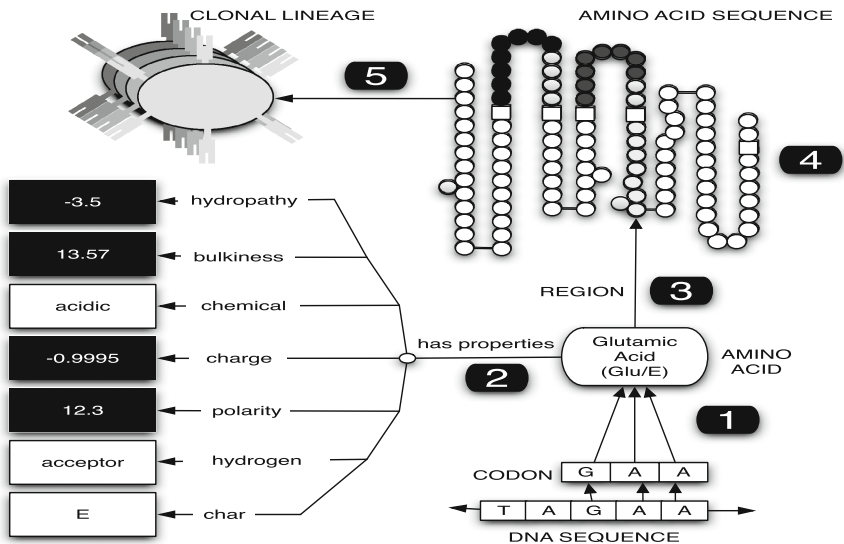 CLONAL LINEAGE
AMINO ACID SEQUENCE
5
4
-3.5
hydropathy
13.57
bulkiness
acidic
chemical
REGION
3
-0.9995
charge
has properties
2
Glutamic
Acid
(Glu/E)
AMINO
ACID
12.3
polarity
1
acceptor
hydrogen
CODON
G A A
E
char
T A G A A
DNA SEQUENCE